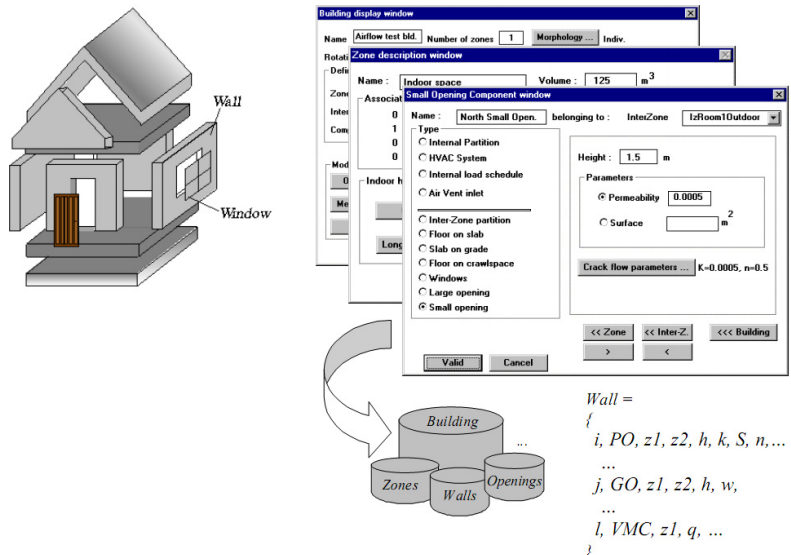 Wall
Window
Building display window
Name Airflow test bld. Number of zones 1 Morphology ... Indiv.
Rotati
Defin
Zone
Inter
Comp
Mod
O
Me
Zone description window
Name : Indoor space Volume : 125 m3
Associat
0
1
0
0
Indoor h
Long
Small Opening Component window
Name : North Small Open. belonging to : InterZone IzRoom1Outdoor
Type
Internal Partition
HVAC System
Internal load schedule
Air Vent inlet
Inter-Zone partition
Floor on slab
Slab on grade
Floor on crawlspace
Windows
Large opening
Small opening
Height : 1.5 m
Parameters
Permeability 0.0005
Surface m2
Crack flow parameters ... K=0.0005, n=0.5
<< Zone << Inter-Z. <<< Building
> <
Valid Cancel
Building
...
Zones
Walls
Openings
Wall =
{
i, PO, z1, z2, h, k, S, n,...
...
j, GO, z1, z2, h, w,
...
l, VMC, z1, q, ...
}